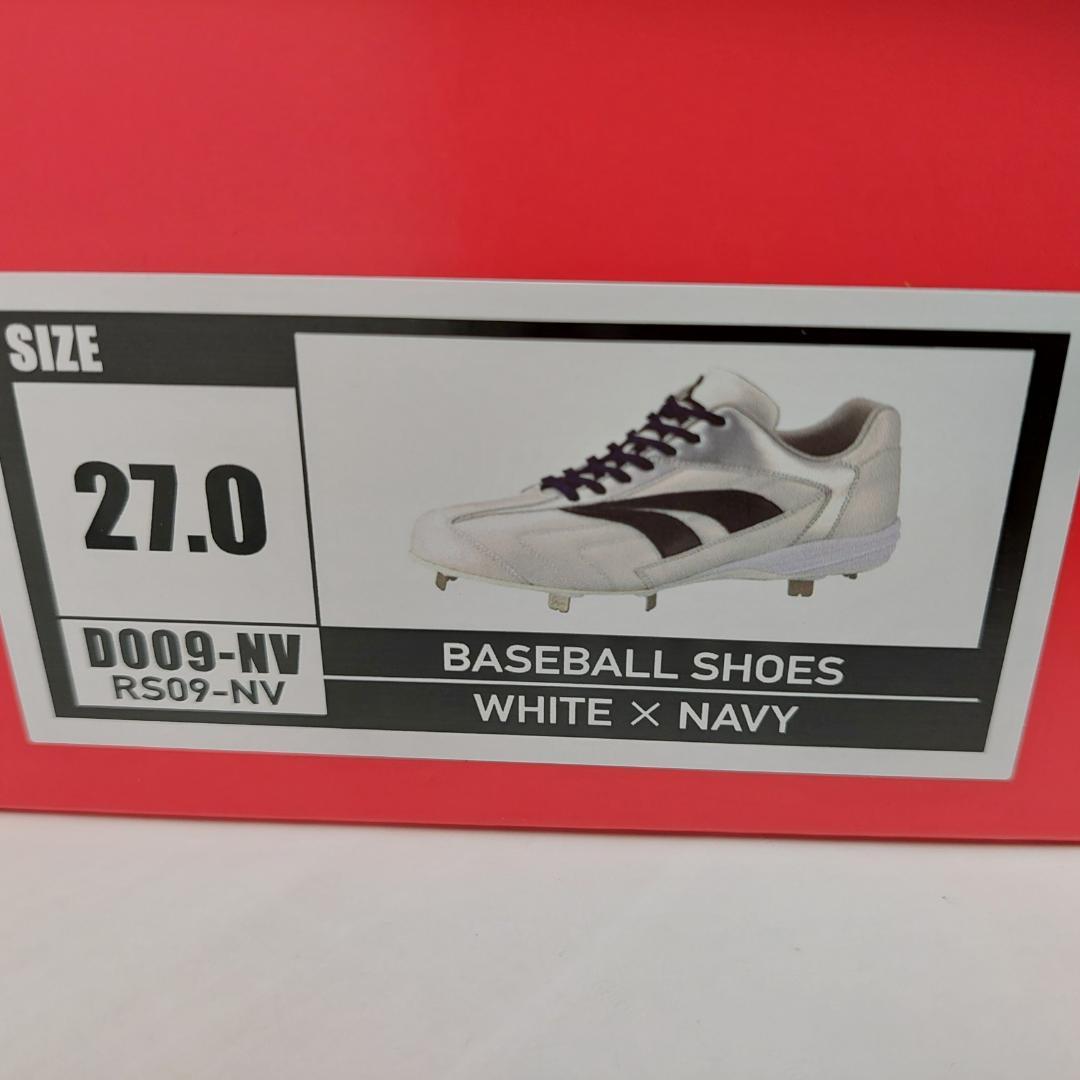 SIZE
27.0
D009-NV
RS09-NV
BASEBALL SHOES
WHITE × NAVY